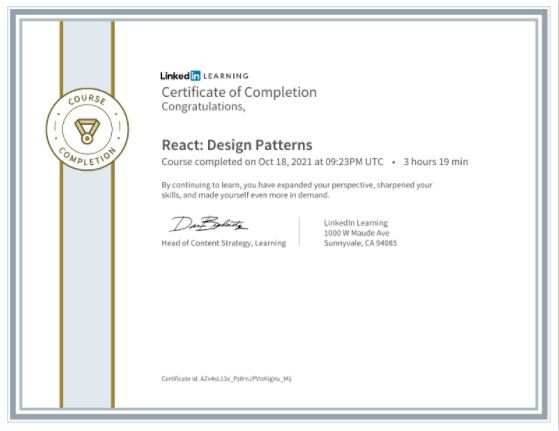 COURSE
COMPLETION
Linked in LEARNING
Certificate of Completion
Congratulations,
React: Design Patterns
Course completed on Oct 18, 2021 at 09:23PM UTC • 3 hours 19 min
By continuing to learn, you have expanded your perspective, sharpened your
skills, and made yourself even more in demand.
Head of Content Strategy, Learning
LinkedIn Learning
1000 W Maude Ave
Sunnyvale, CA 94085
Certificate Id: